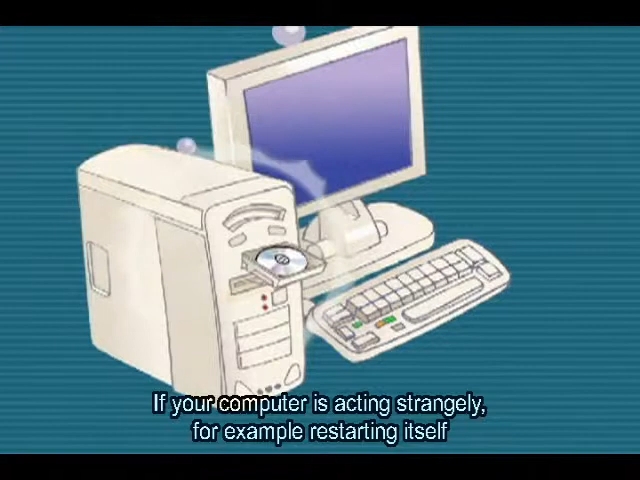 If your computer is acting strangely,
for example restarting itself